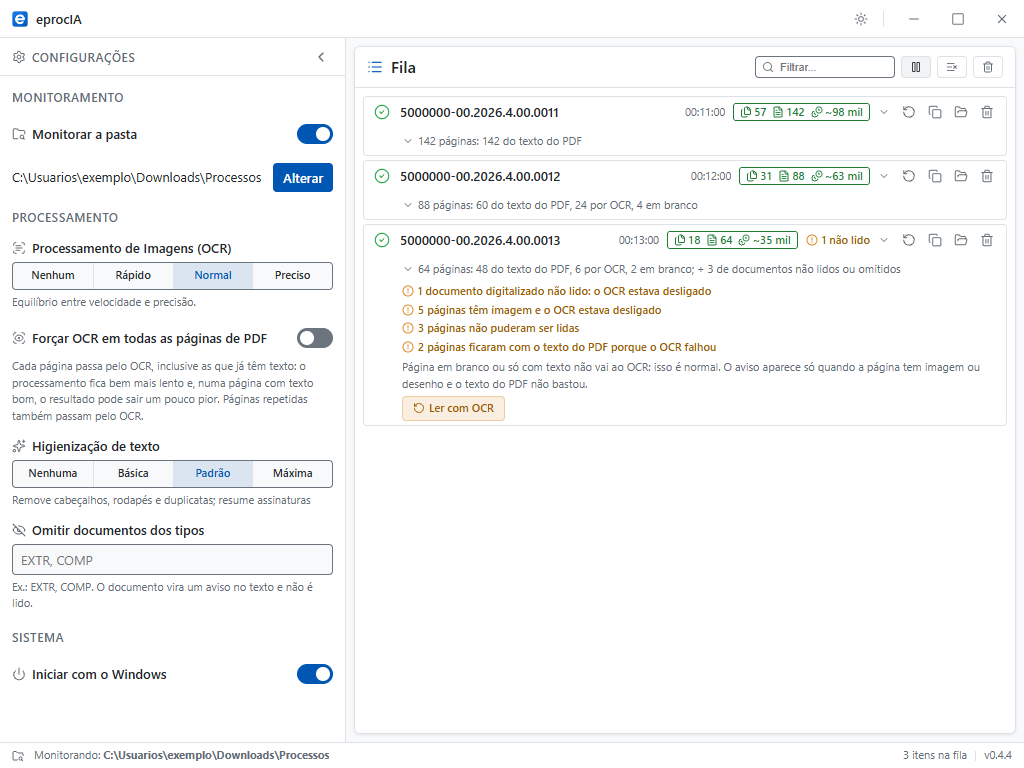 eprocIA
CONFIGURAÇÕES
MONITORAMENTO
Monitorar a pasta
C:\Usuarios\exemplo\Downloads\Processos
Alterar
PROCESSAMENTO
Processamento de Imagens (OCR)
Nenhum Rápido Normal Preciso
Equilíbrio entre velocidade e precisão.
Forçar OCR em todas as páginas de PDF
Cada página passa pelo OCR, inclusive as que já têm texto: o
processamento fica bem mais lento e, numa página com texto
bom, o resultado pode sair um pouco pior. Páginas repetidas
também passam pelo OCR.
Higienização de texto
Nenhuma Básica Padrão Máxima
Remove cabeçalhos, rodapés e duplicatas; resume assinaturas
Omitir documentos dos tipos
EXTR, COMP
Ex.: EXTR, COMP. O documento vira um aviso no texto e não é
lido.
SISTEMA
Iniciar com o Windows
Fila
Filtrar...
5000000-00.2026.4.00.0011 00:11:00 57 142 ~98 mil
142 páginas: 142 do texto do PDF
5000000-00.2026.4.00.0012 00:12:00 31 88 ~63 mil
88 páginas: 60 do texto do PDF, 24 por OCR, 4 em branco
5000000-00.2026.4.00.0013 00:13:00 18 64 ~35 mil 1 não lido
64 páginas: 48 do texto do PDF, 6 por OCR, 2 em branco; + 3 de documentos não lidos ou omitidos
1 documento digitalizado não lido: o OCR estava desligado
5 páginas têm imagem e o OCR estava desligado
3 páginas não puderam ser lidas
2 páginas ficaram com o texto do PDF porque o OCR falhou
Página em branco ou só com texto não vai ao OCR: isso é normal. O aviso aparece só quando a página tem imagem ou
desenho e o texto do PDF não bastou.
Ler com OCR
Monitorando: C:\Usuarios\exemplo\Downloads\Processos
3 itens na fila v0.4.4